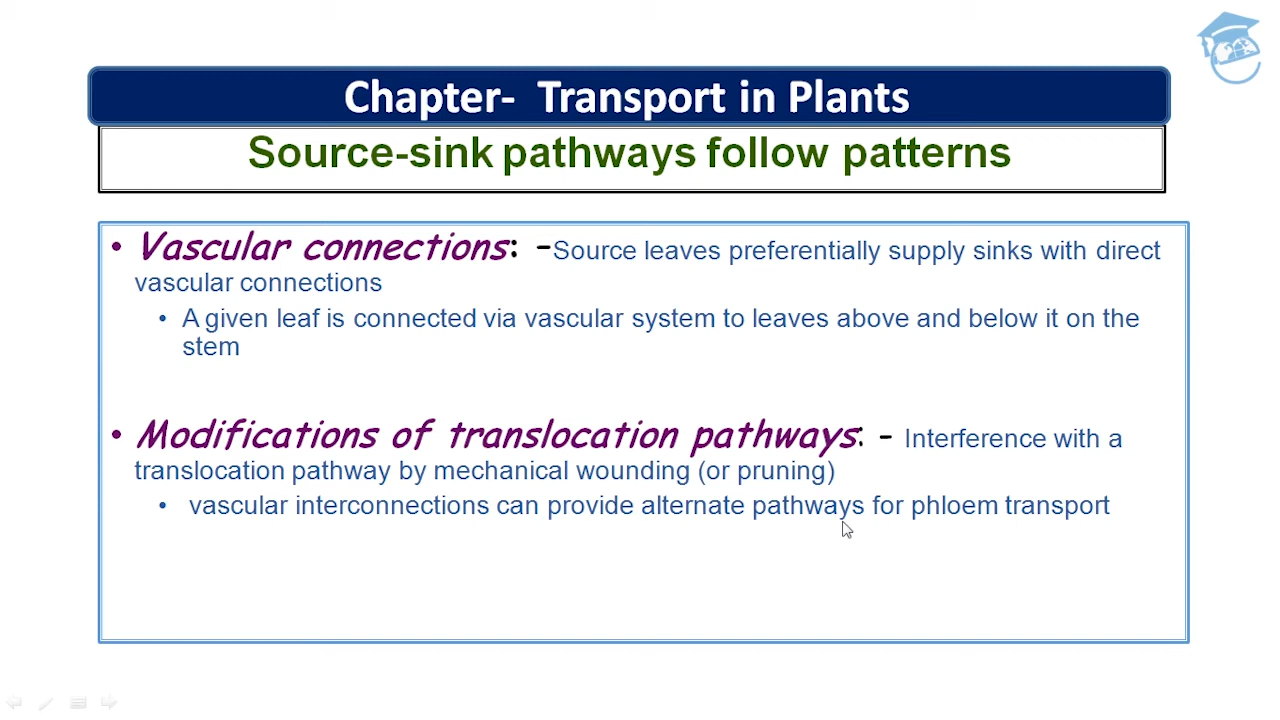 Chapter- Transport in Plants
Source-sink pathways follow patterns
• Vascular connections: -Source leaves preferentially supply sinks with direct
vascular connections
• A given leaf is connected via vascular system to leaves above and below it on the
stem
• Modifications of translocation pathways: - Interference with a
translocation pathway by mechanical wounding (or pruning)
• vascular interconnections can provide alternate pathways for phloem transport